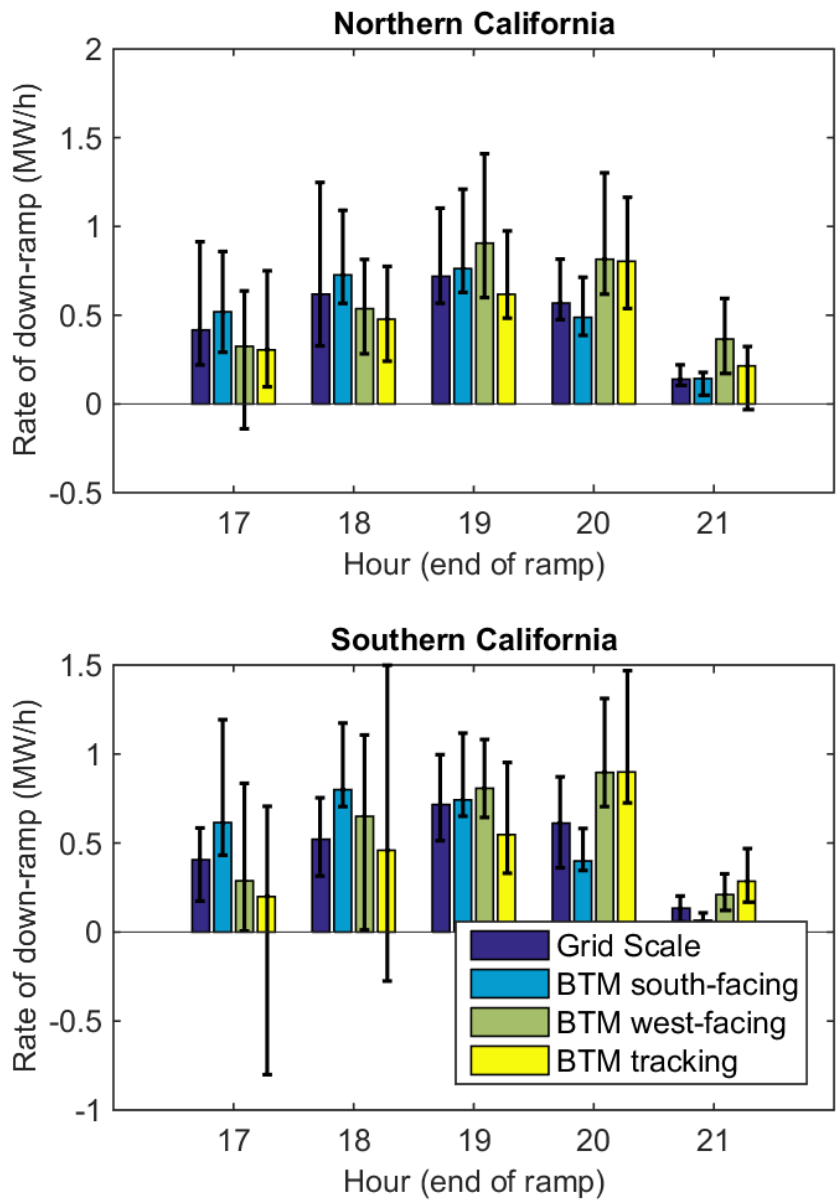 Northern California
2
1.5
1
0.5
0
-0.5
Rate of down-ramp (MW/h)
17 18 19 20 21
Hour (end of ramp)
Southern California
1.5
1
0.5
0
-0.5
-1
Rate of down-ramp (MW/h)
Grid Scale
BTM south-facing
BTM west-facing
BTM tracking
17 18 19 20 21
Hour (end of ramp)